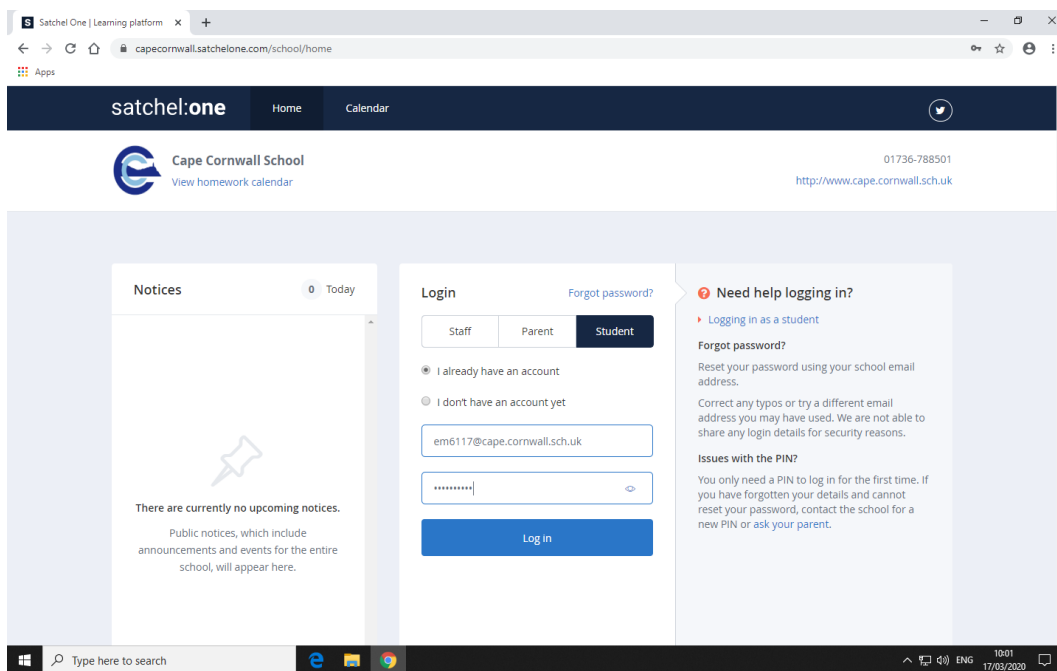 Satchel One | Learning platform
capecornwall.satchelone.com/school/home
Apps
satchel:one
Home
Calendar
Cape Cornwall School
View homework calendar
01736-788501
http://www.cape.cornwall.sch.uk
Notices
0 Today
There are currently no upcoming notices.
Public notices, which include
announcements and events for the entire
school, will appear here.
Login
Forgot password?
Staff
Parent
Student
I already have an account
I don't have an account yet
em6117@cape.cornwall.sch.uk
••••••••••
Log in
Need help logging in?
Logging in as a student
Forgot password?
Reset your password using your school email
address.
Correct any typos or try a different email
address you may have used. We are not able to
share any login details for security reasons.
Issues with the PIN?
You only need a PIN to log in for the first time. If
you have forgotten your details and cannot
reset your password, contact the school for a
new PIN or ask your parent.
Type here to search
ENG
10:01
17/03/2020